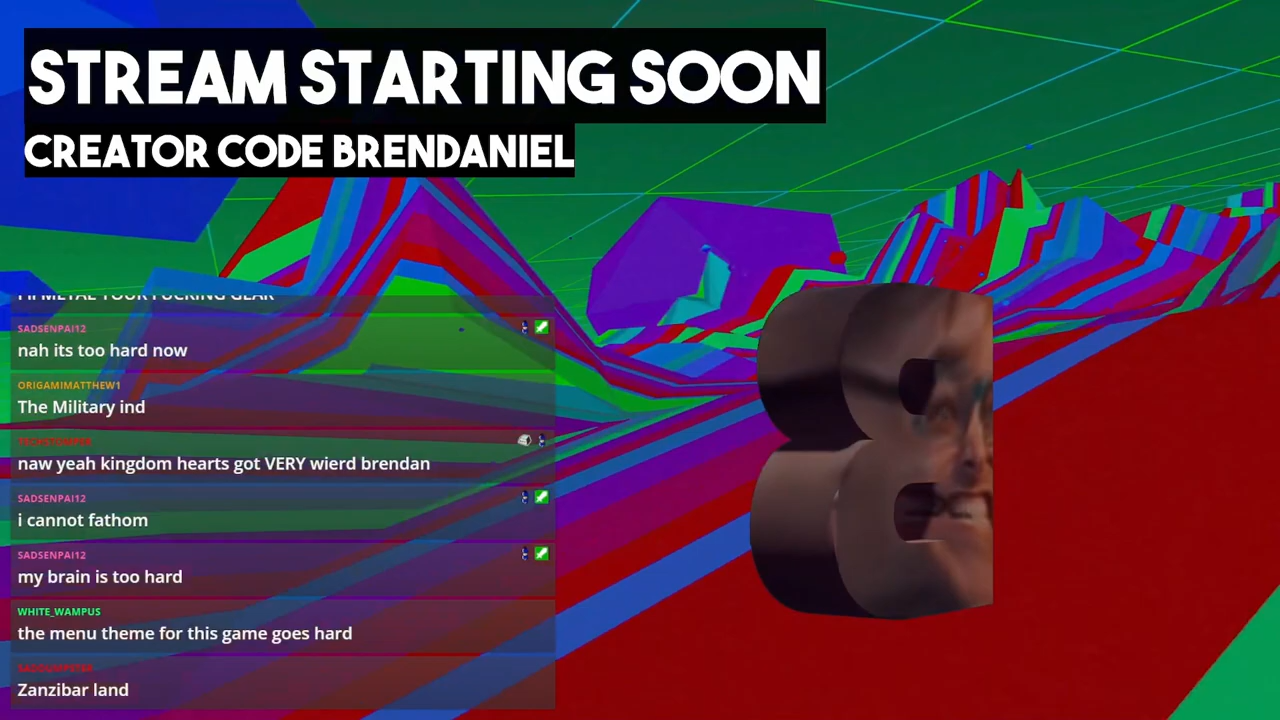 STREAM STARTING SOON
CREATOR CODE BRENDANIEL
SADSENPAI12
nah its too hard now
ORIGAMIMATTHEW1
The Military ind
naw yeah kingdom hearts got VERY wierd brendan
SADSENPAI12
i cannot fathom
SADSENPAI12
my brain is too hard
WHITE_WAMPUS
the menu theme for this game goes hard
Zanzibar land